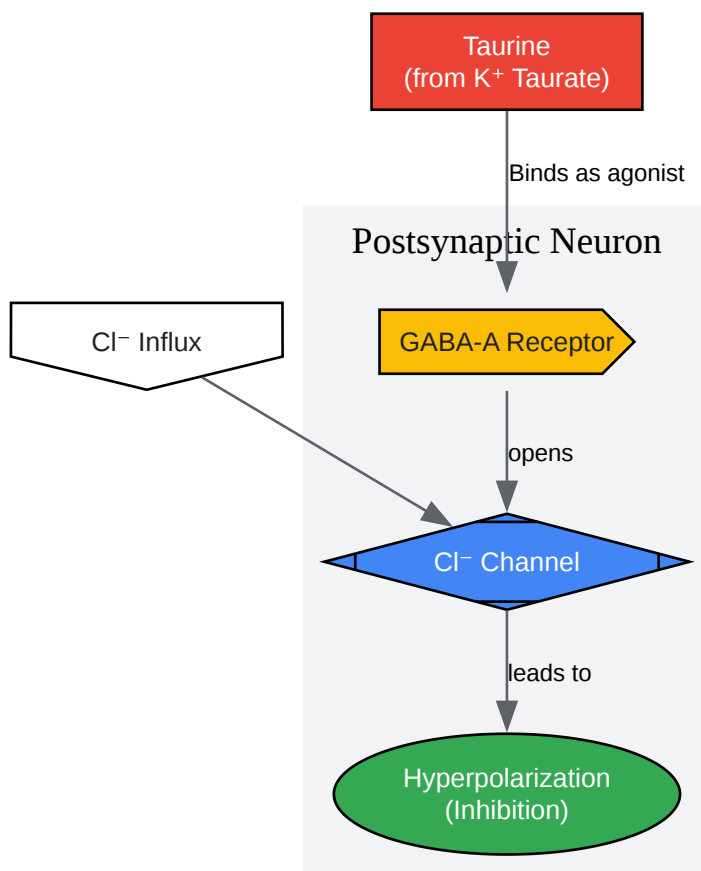 Taurine
(from K⁺ Taurate)
Binds as agonist
Postsynaptic Neuron
Cl⁻ Influx
GABA-A Receptor
opens
Cl⁻ Channel
leads to
Hyperpolarization
(Inhibition)